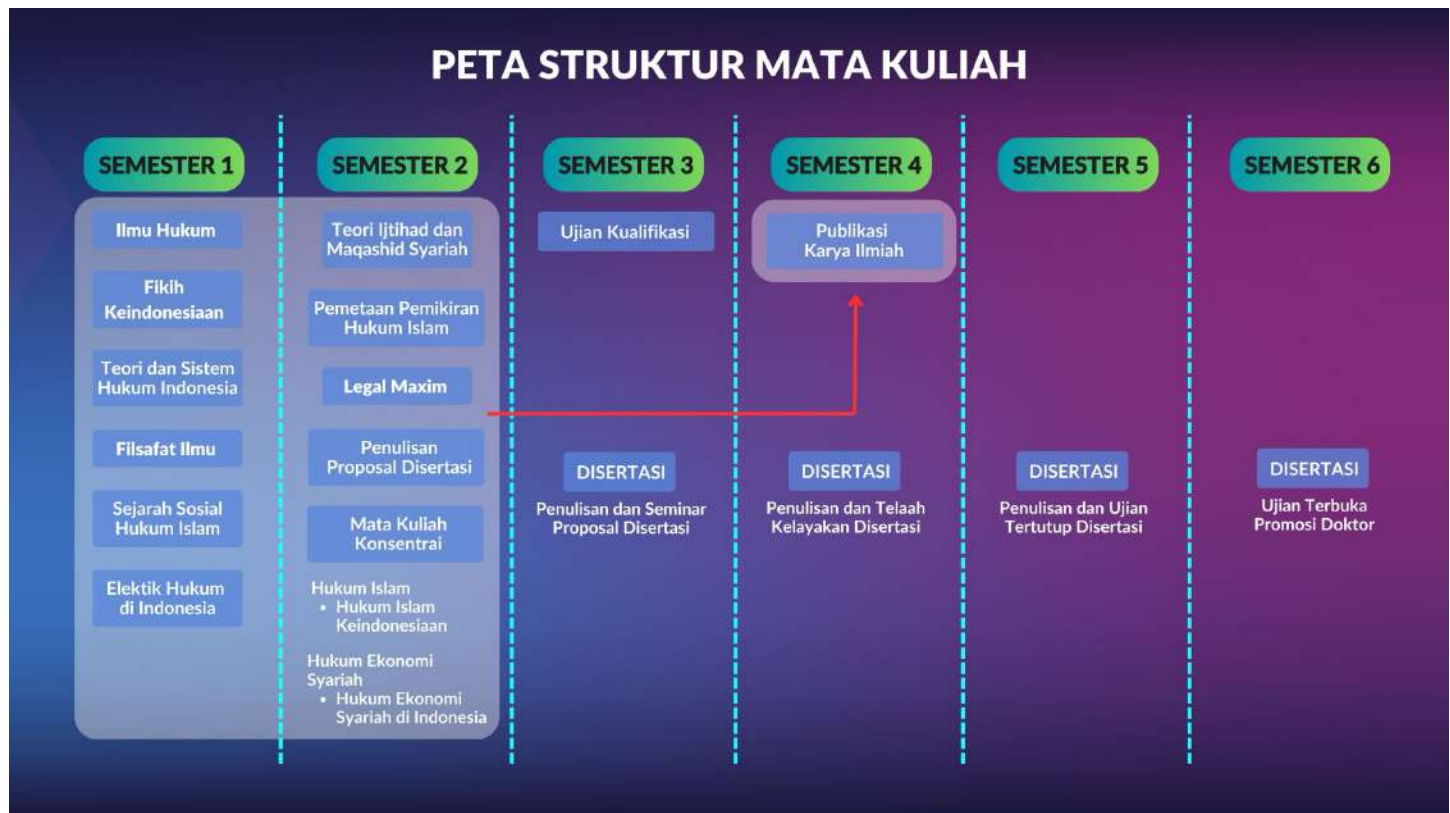 PETA STRUKTUR MATA KULIAH
SEMESTER 1
Ilmu Hukum
Fikih
Keindonesiaan
Teori dan Sistem
Hukum Indonesia
Filsafat Ilmu
Sejarah Sosial
Hukum Islam
Elektik Hukum
di Indonesia
SEMESTER 2
Teori Ijtihad dan
Maqashid Syariah
Pemetaan Pemikiran
Hukum Islam
Legal Maxim
Penulisan
Proposal Disertasi
Mata Kuliah
Konsentrai
Hukum Islam
• Hukum Islam
Keindonesiaan
Hukum Ekonomi
Syariah
• Hukum Ekonomi
Syariah di Indonesia
SEMESTER 3
Ujian Kualifikasi
DISERTASI
Penulisan dan Seminar
Proposal Disertasi
SEMESTER 4
Publikasi
Karya Ilmiah
DISERTASI
Penulisan dan Telaah
Kelayakan Disertasi
SEMESTER 5
DISERTASI
Penulisan dan Ujian
Tertutup Disertasi
SEMESTER 6
DISERTASI
Ujian Terbuka
Promosi Doktor